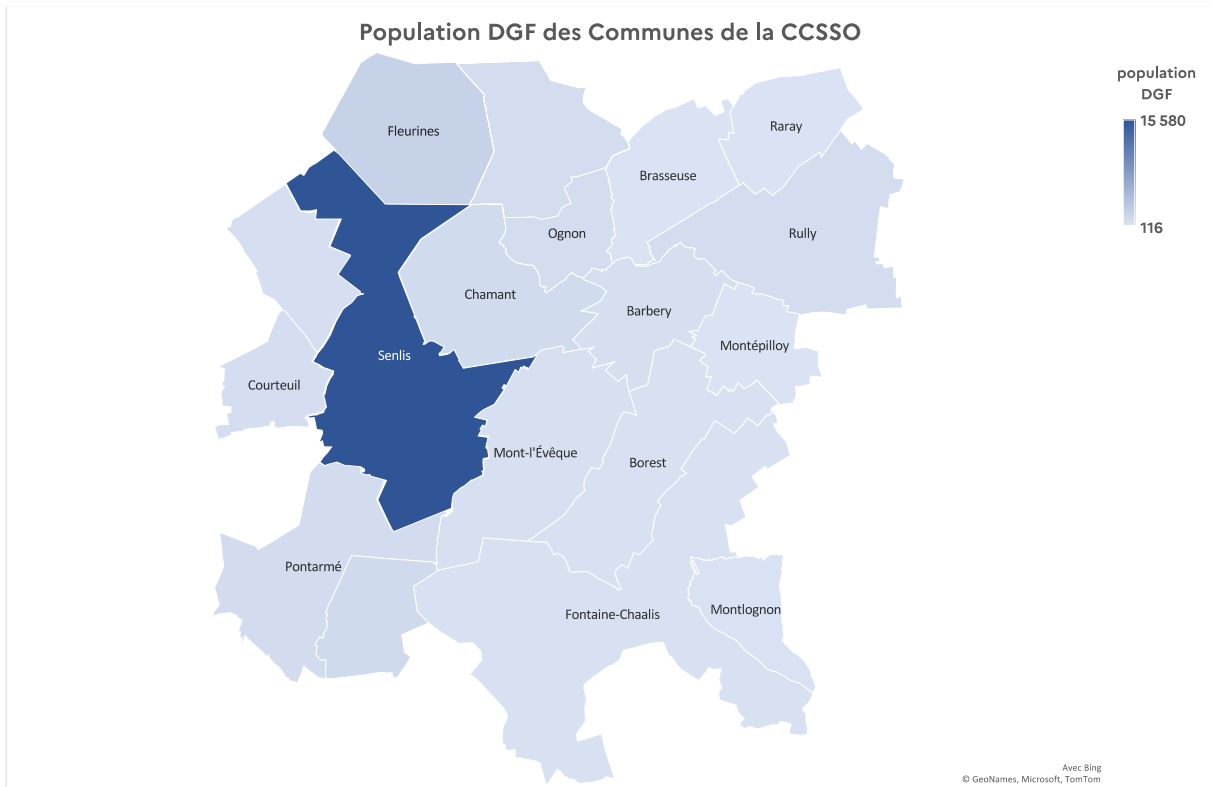 Population DGF des Communes de la CCSSO
population
DGF
15 580
116
Fleurines
Raray
Brasseuse
Ognon
Rully
Chamant
Barbery
Montépilloy
Senlis
Courteuil
Mont-l'Évêque
Borest
Pontarmé
Fontaine-Chaalis
Montlognon
Avec Bing
© GeoNames, Microsoft, TomTom